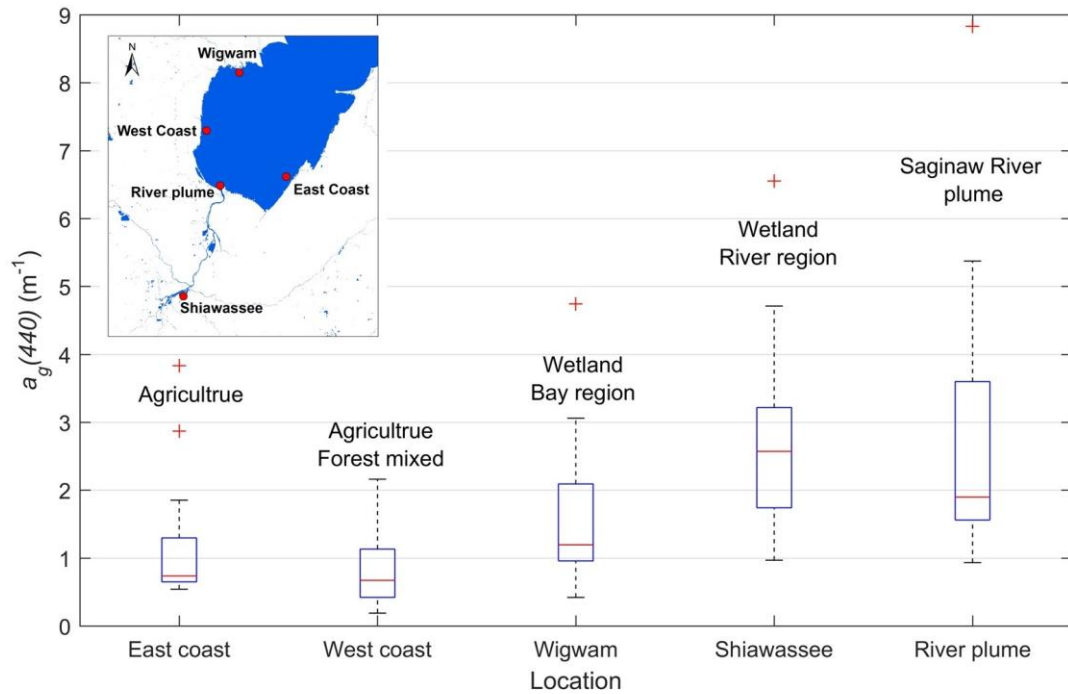 9
8
7
6
5
4
3
2
1
0
a_g(440) (m⁻¹)
N
Wigwam
West Coast
River plume
East Coast
Shiawassee
Agricultrue
Agricultrue
Forest mixed
Wetland
Bay region
Wetland
River region
Saginaw River
plume
East coast
West coast
Wigwam
Shiawassee
River plume
Location